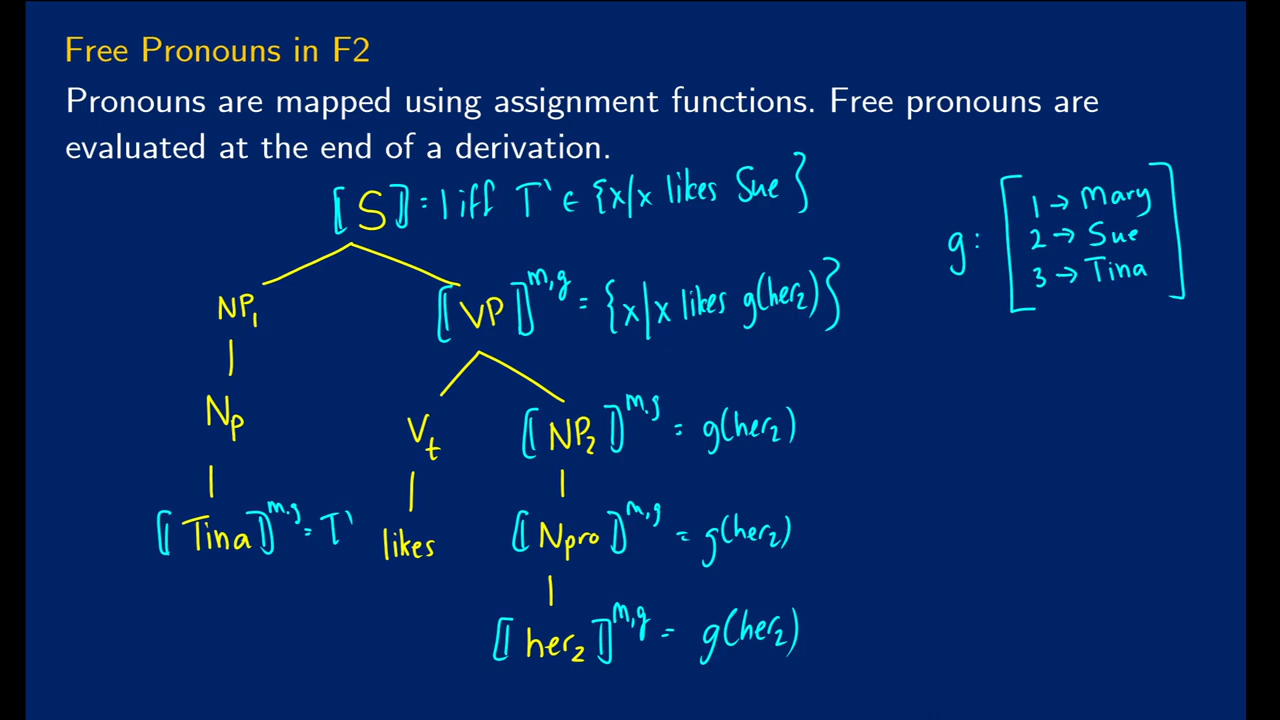 Free Pronouns in F2
Pronouns are mapped using assignment functions. Free pronouns are
evaluated at the end of a derivation.
⟦S⟧ = 1 iff T' ∈ {x/x likes Sue}
g: [1 → Mary
2 → Sue
3 → Tina]
NP₁
⟦VP⟧ᵐ,ᵍ = {x/x likes g(her₂)}
Np
Vt
⟦NP₂⟧ᵐ·ᵍ = g(her₂)
⟦Tina⟧ᵐ·ᵍ = T'
likes
⟦Npro⟧ᵐ,ᵍ = g(her₂)
⟦her₂⟧ᵐ,ᵍ = g(her₂)